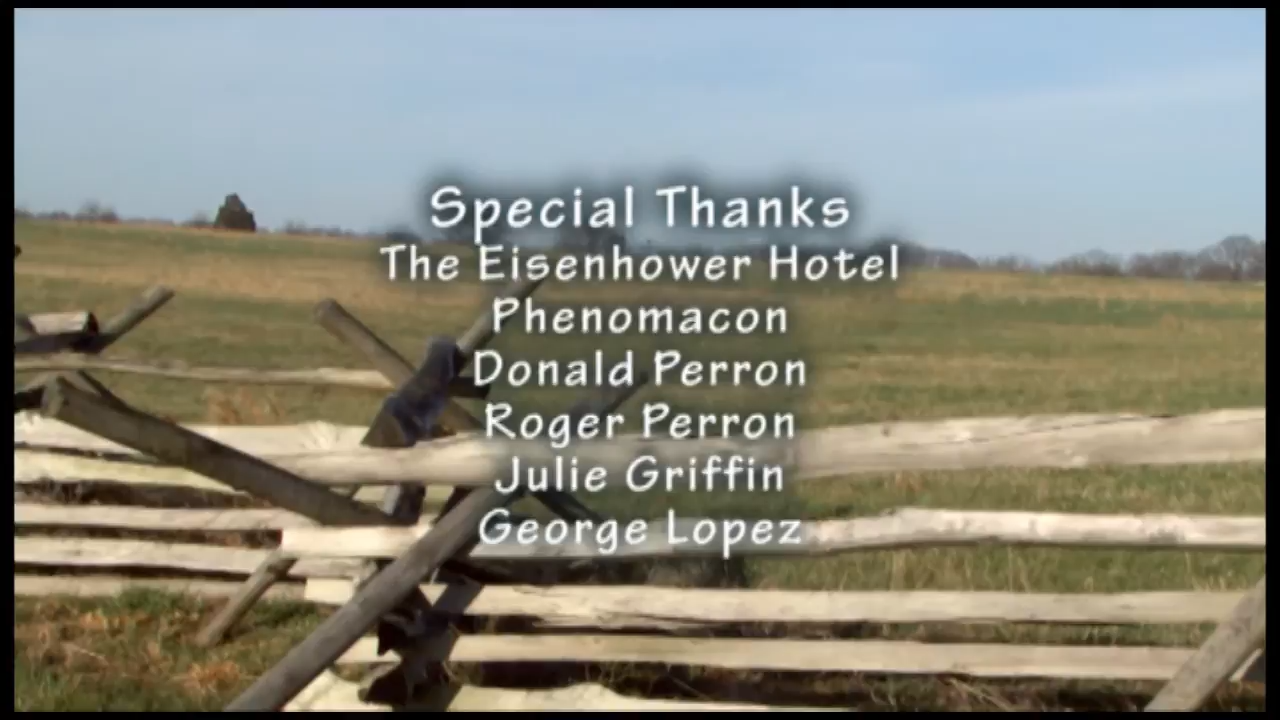 Special Thanks
The Eisenhower Hotel
Phenomacon
Donald Perron
Roger Perron
Julie Griffin
George Lopez